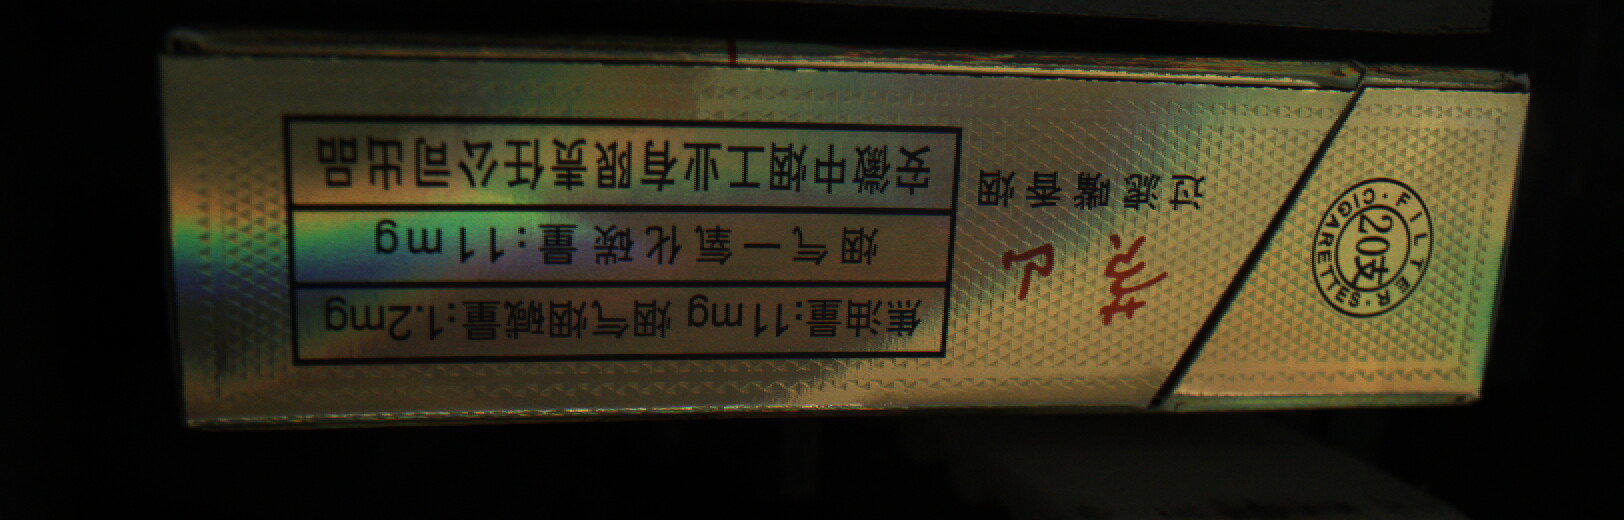 FILTER · CIGARETTES ·
20支
黄山
过滤嘴香烟
焦油量:11mg 烟气烟碱量:1.2mg
烟气一氧化碳量:11mg
安徽中烟工业有限责任公司出品